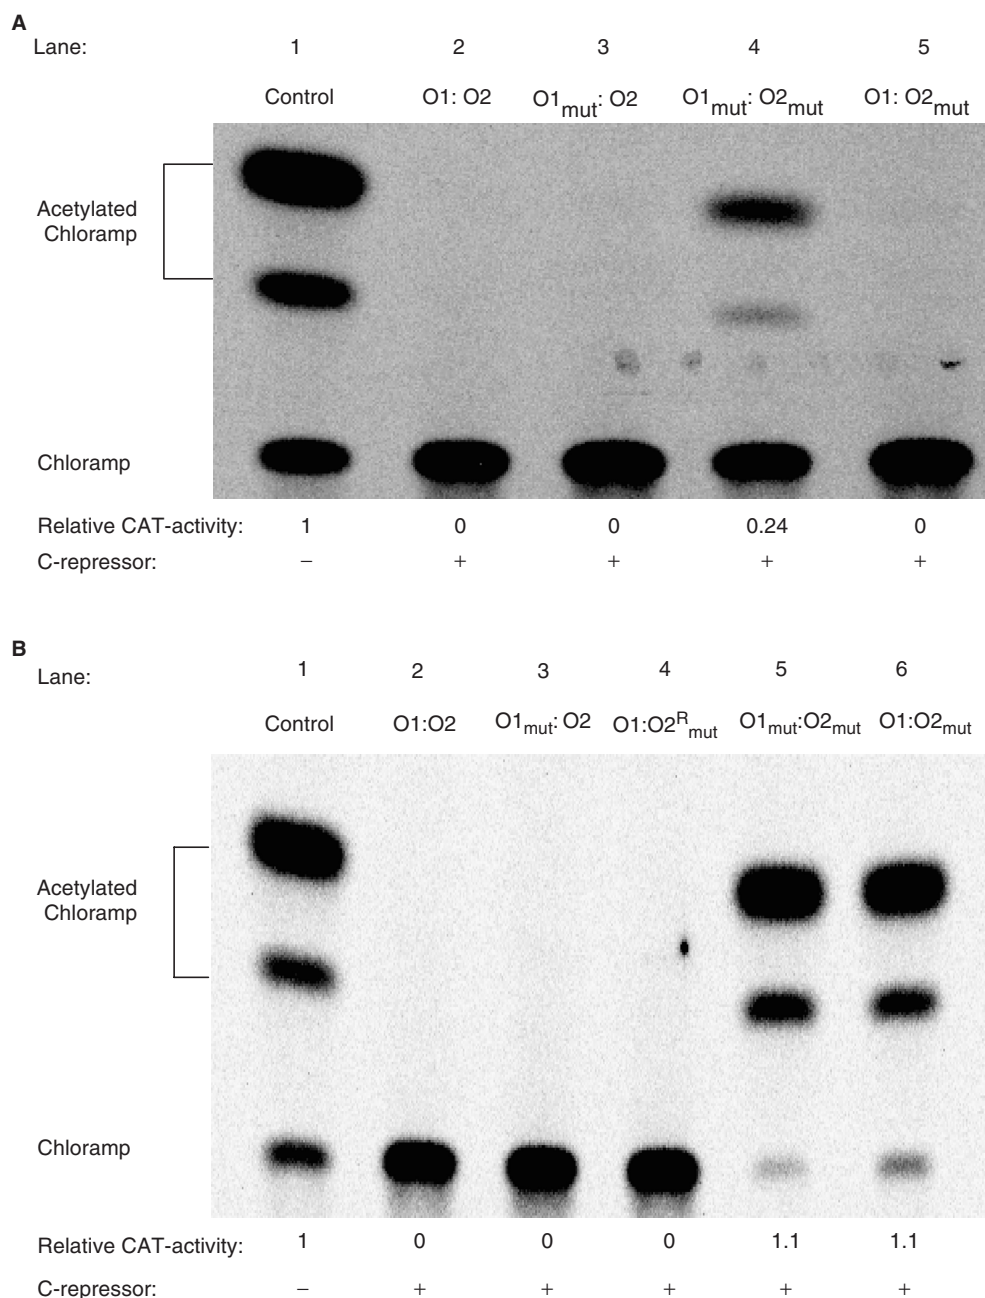 A
Lane: 1 2 3 4 5
Control O1: O2 O1mut: O2 O1mut: O2mut O1: O2mut
Acetylated
Chloramp
Chloramp
Relative CAT-activity: 1 0 0 0.24 0
C-repressor: − + + + +
B
Lane: 1 2 3 4 5 6
Control O1:O2 O1mut: O2 O1:O2Rmut O1mut:O2mut O1:O2mut
Acetylated
Chloramp
Chloramp
Relative CAT-activity: 1 0 0 0 1.1 1.1
C-repressor: − + + + + +